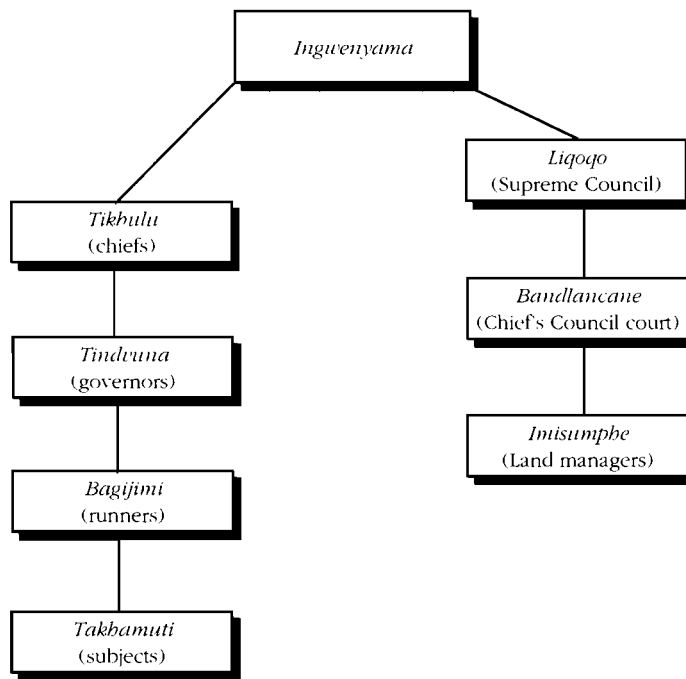 Ingwenyama
Liqoqo
(Supreme Council)
Tikhulu
(chiefs)
Bandlancane
(Chief's Council court)
Tindvuna
(governors)
Imisumphe
(Land managers)
Bagijimi
(runners)
Takhamuti
(subjects)